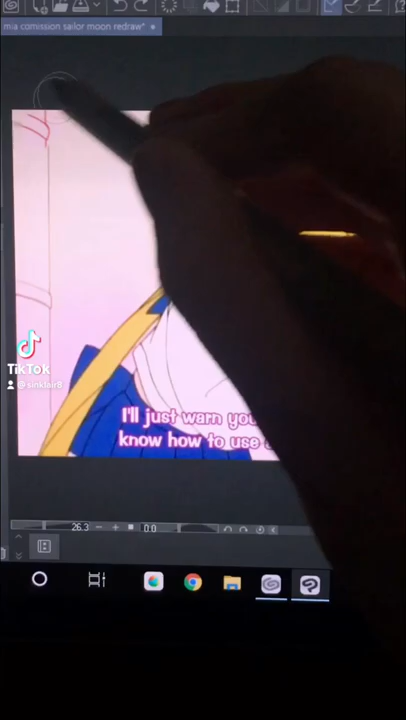 mia comission sailor moon redraw*
TikTok
@sinklair8
I'll just warn you
know how to use
26.3 0:0